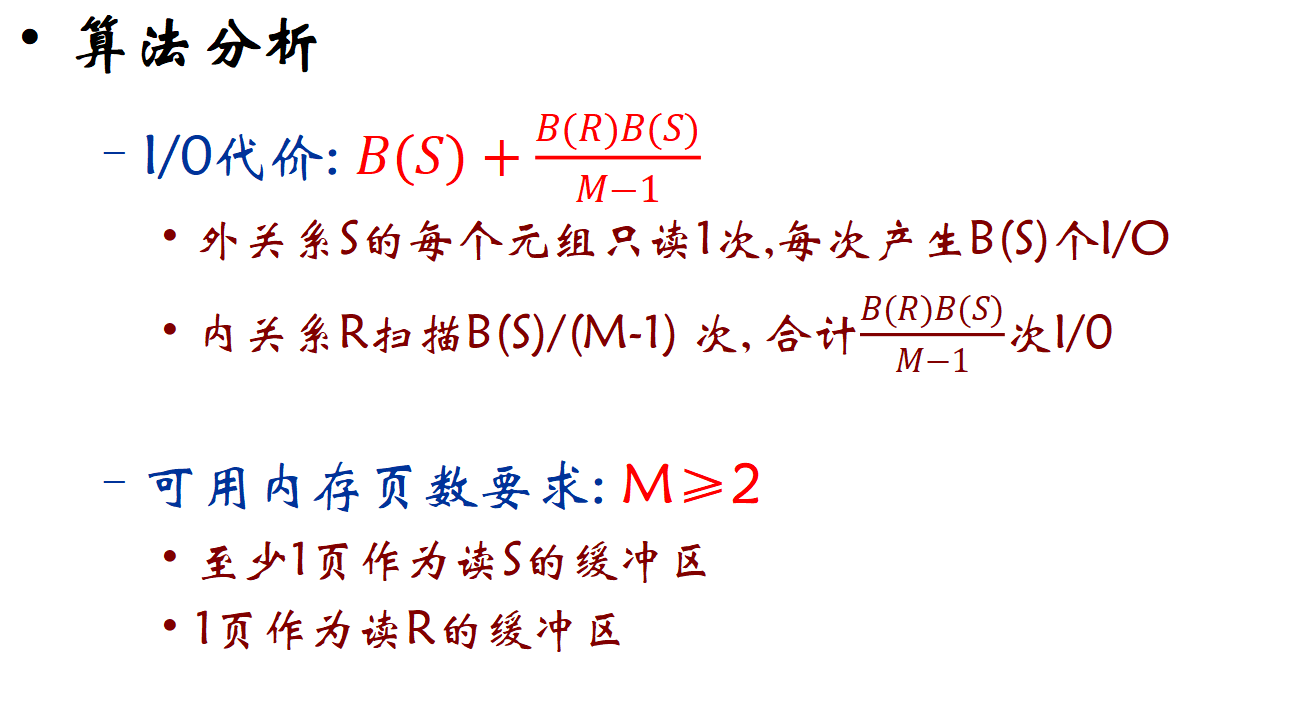 • 算法分析
– I/O代价: B(S) + B(R)B(S)/(M−1)
• 外关系S的每个元组只读1次,每次产生B(S)个I/O
• 内关系R扫描B(S)/(M-1) 次, 合计 B(R)B(S)/(M−1) 次I/O
– 可用内存页数要求: M⩾2
• 至少1页作为读S的缓冲区
• 1页作为读R的缓冲区